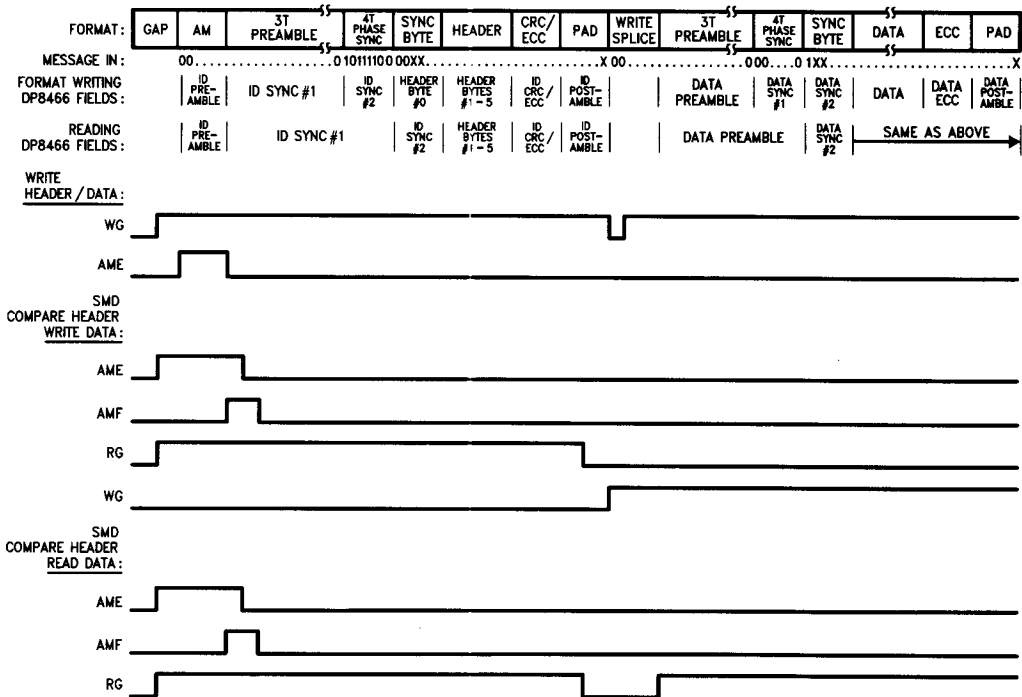 FORMAT: GAP AM 3T PREAMBLE 4T PHASE SYNC SYNC BYTE HEADER CRC/ ECC PAD WRITE SPLICE 3T PREAMBLE 4T PHASE SYNC SYNC BYTE DATA ECC PAD
MESSAGE IN: 00......................0 10111100 00XX......................................X 00............................000....0 1XX......................................X
FORMAT WRITING DP8466 FIELDS: ID PRE- AMBLE ID SYNC #1 ID SYNC #2 HEADER BYTE #0 HEADER BYTES #1-5 ID CRC/ ECC ID POST- AMBLE DATA PREAMBLE DATA SYNC #1 DATA SYNC #2 DATA DATA ECC DATA POST- AMBLE
READING DP8466 FIELDS: ID PRE- AMBLE ID SYNC #1 ID SYNC #2 HEADER BYTES #1-5 ID CRC/ ECC ID POST- AMBLE DATA PREAMBLE DATA SYNC #2 SAME AS ABOVE
WRITE
HEADER/DATA:
WG
AME
SMD
COMPARE HEADER
WRITE DATA:
AME
AMF
RG
WG
SMD
COMPARE HEADER
READ DATA:
AME
AMF
RG